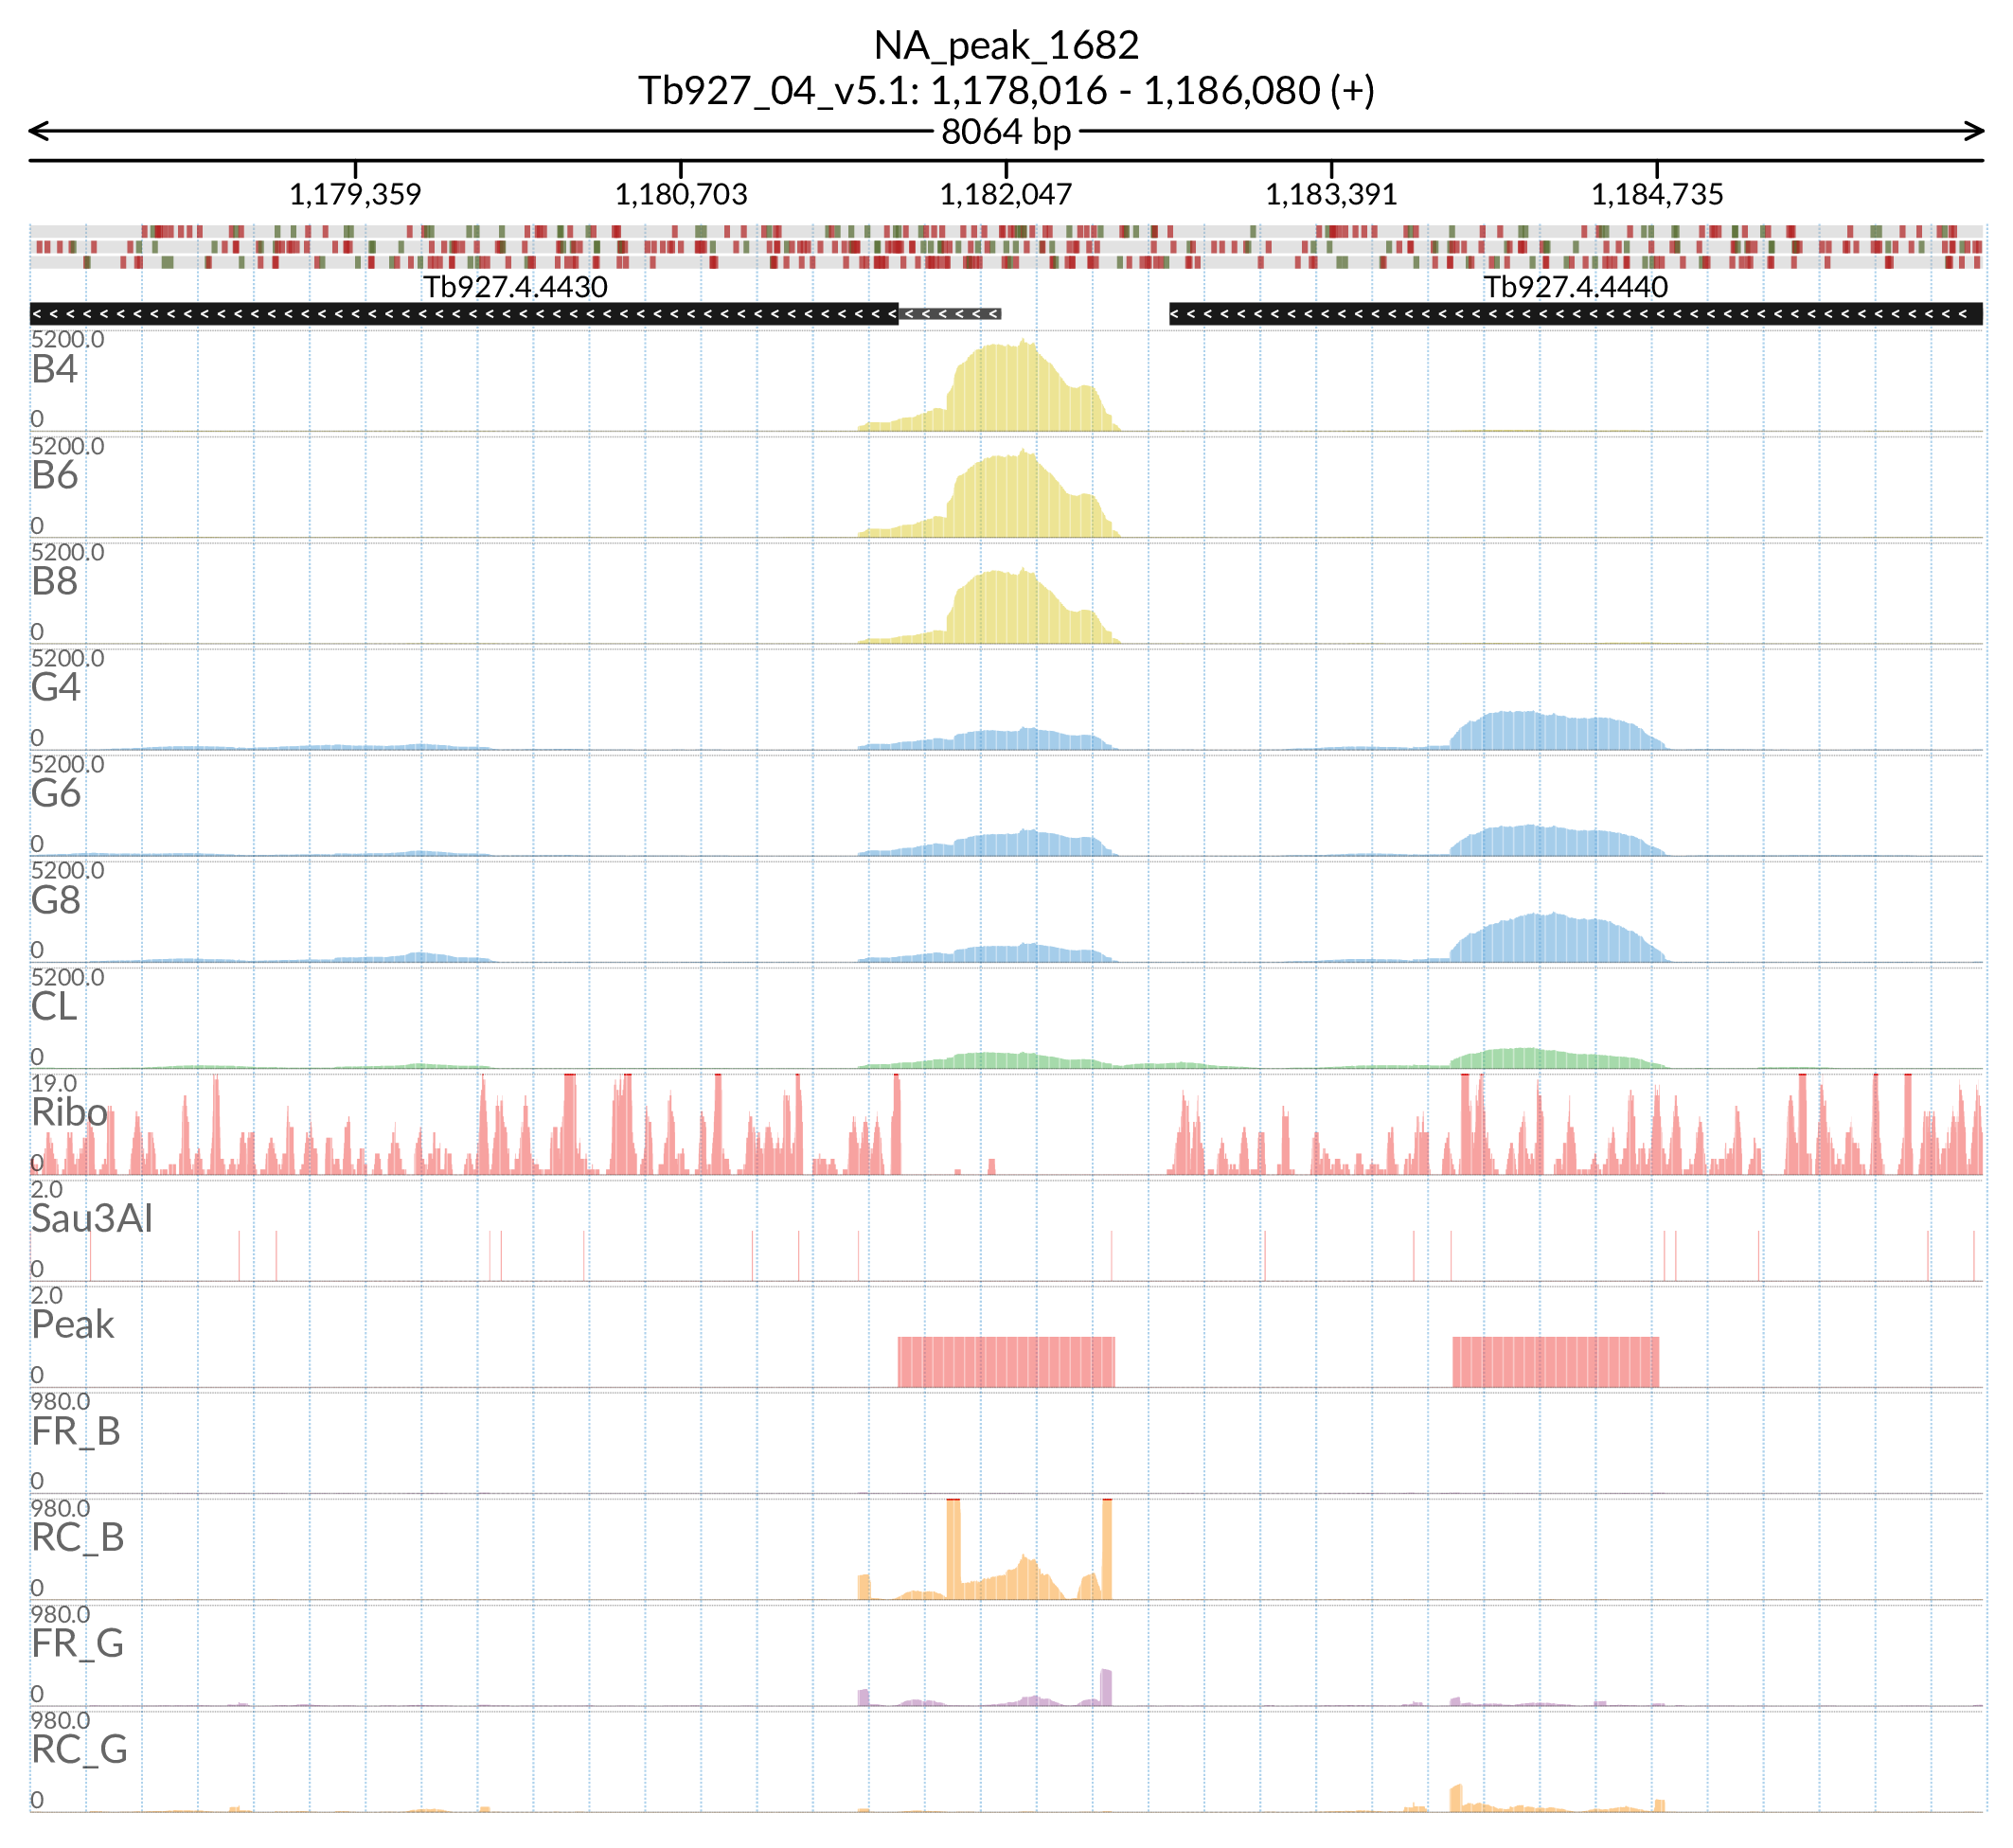 NA_peak_1682
Tb927_04_v5.1: 1,178,016 - 1,186,080 (+)
8064 bp
1,179,359 1,180,703 1,182,047 1,183,391 1,184,735
Tb927.4.4430 Tb927.4.4440
5200.0
B4
0
5200.0
B6
0
5200.0
B8
0
5200.0
G4
0
5200.0
G6
0
5200.0
G8
0
5200.0
CL
0
19.0
Ribo
0
2.0
Sau3AI
0
2.0
Peak
0
980.0
FR_B
0
980.0
RC_B
0
980.0
FR_G
0
980.0
RC_G
0